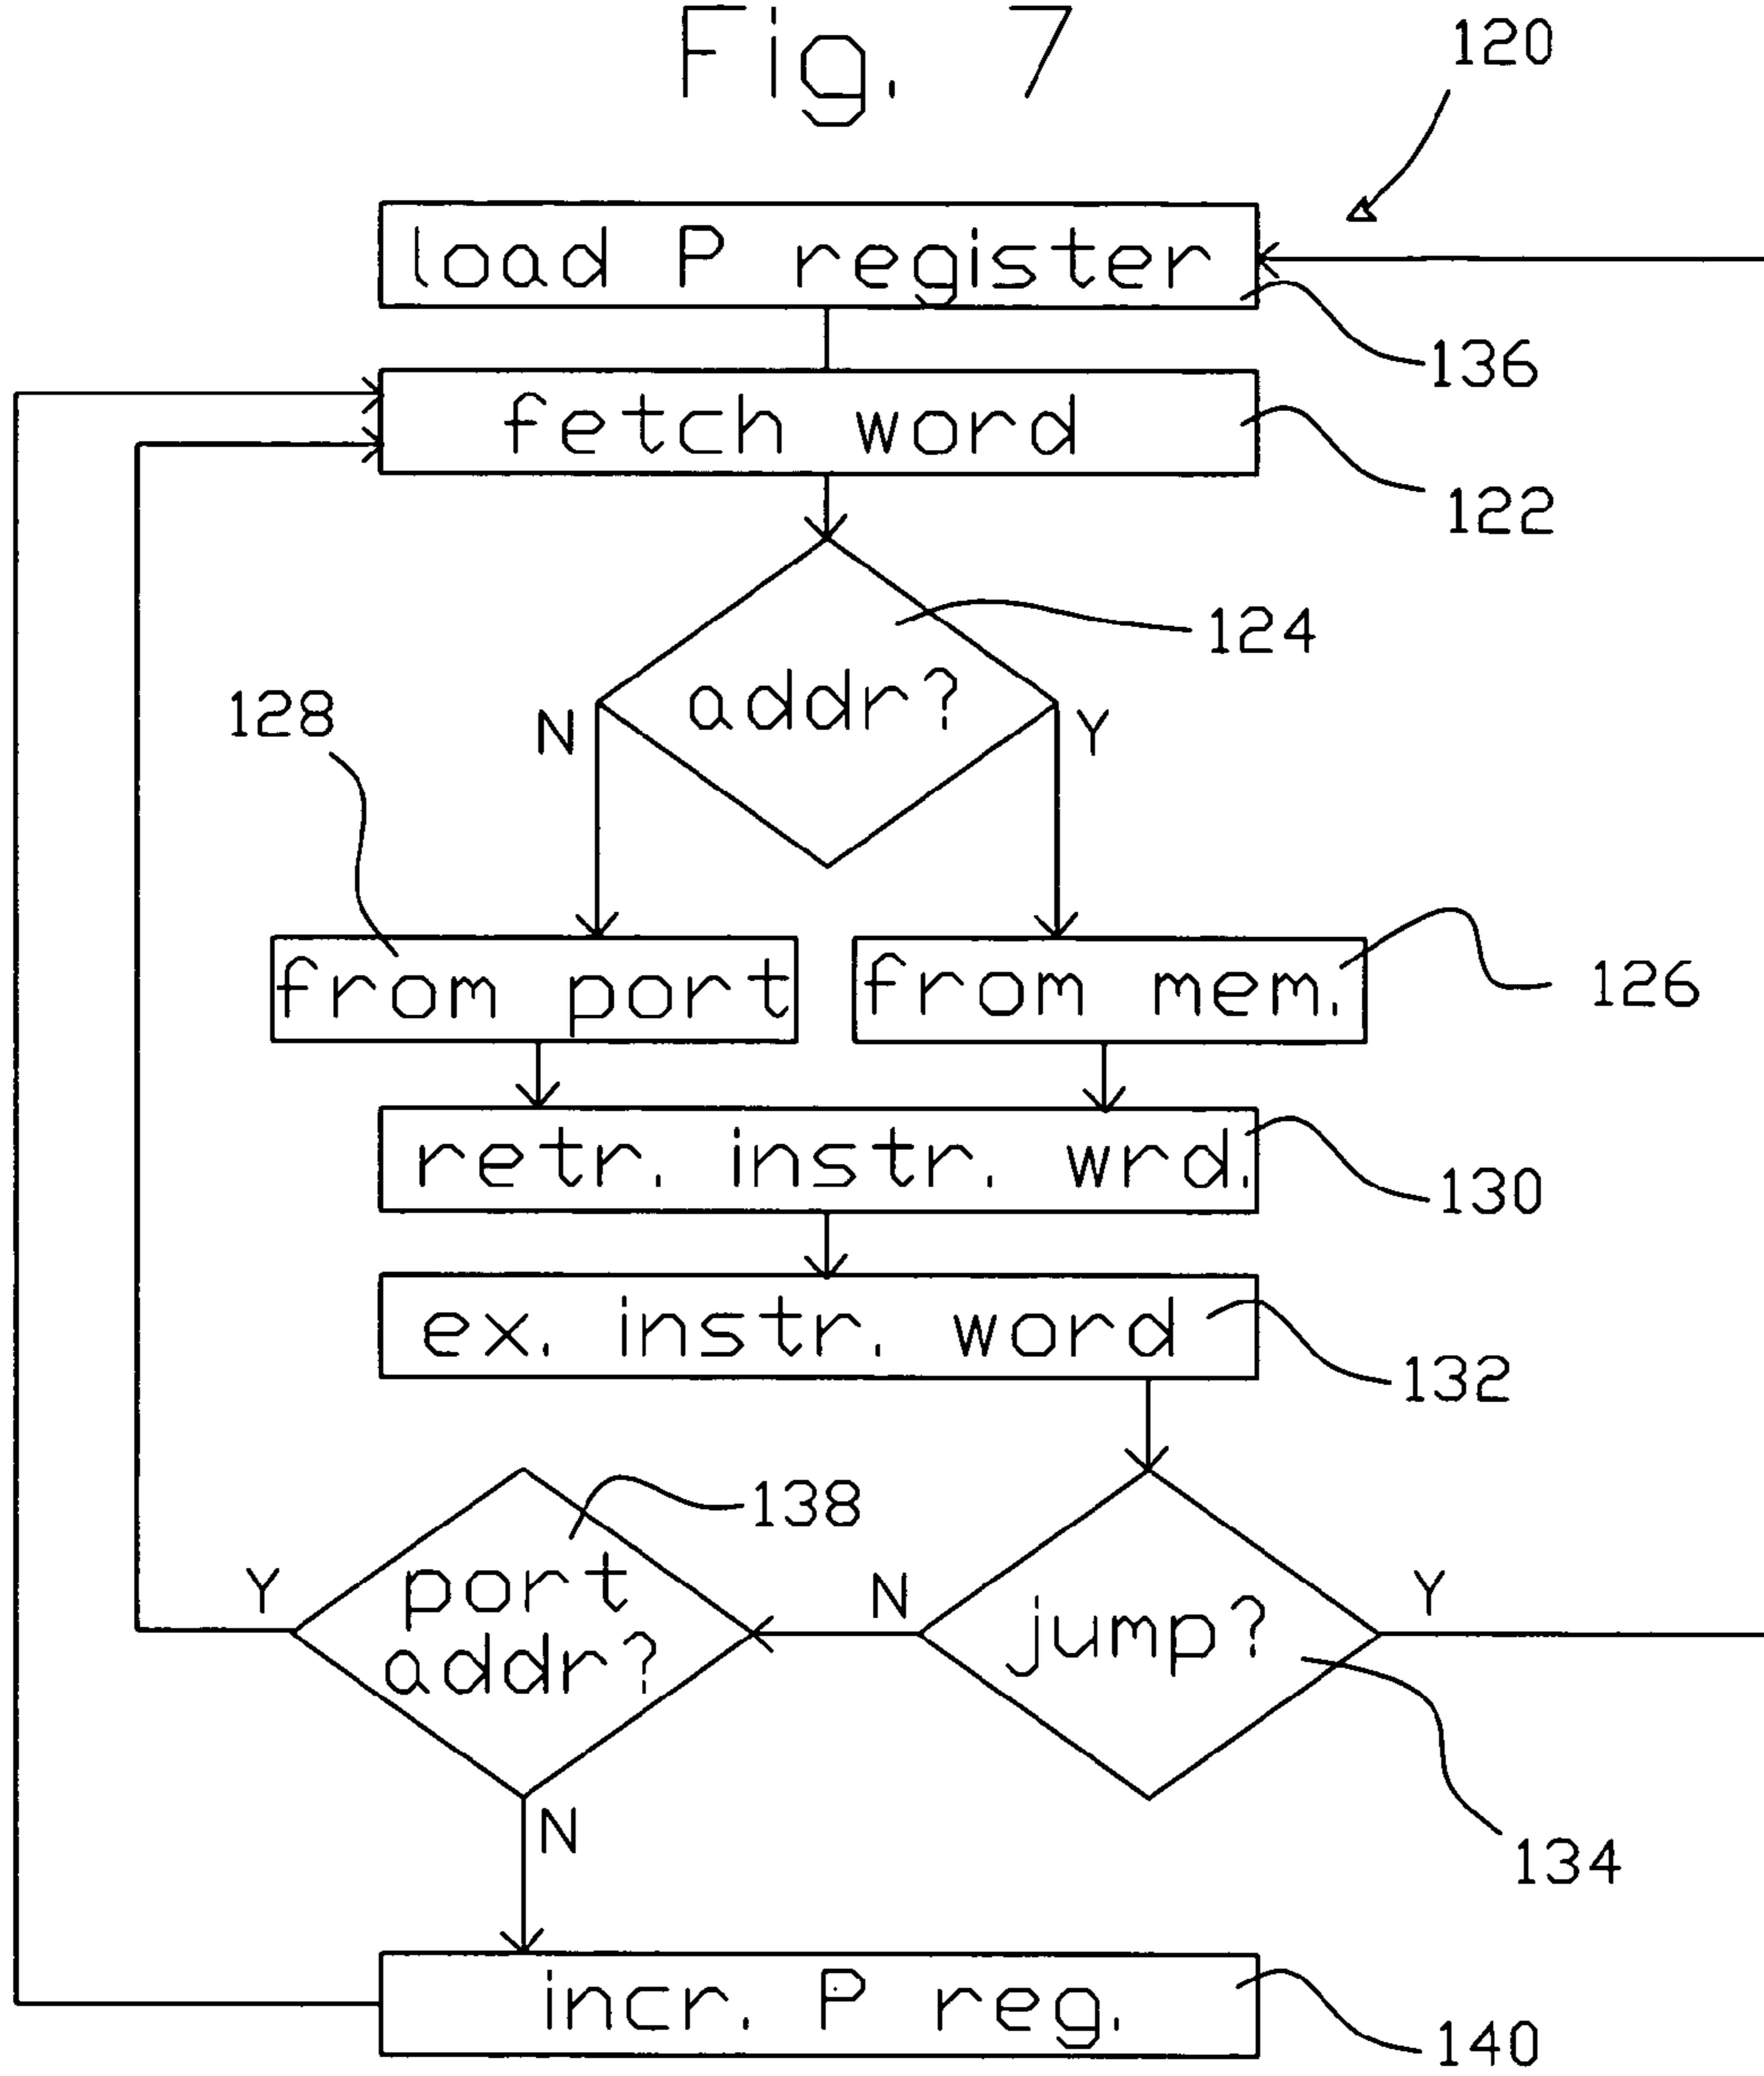 Fig. 7
120
load P register
136
fetch word
122
124
addr?
128
N
Y
from port
from mem.
126
retr. instr. wrd.
130
ex. instr. word
132
138
port
addr?
Y
N
jump?
Y
N
134
incr. P reg.
140